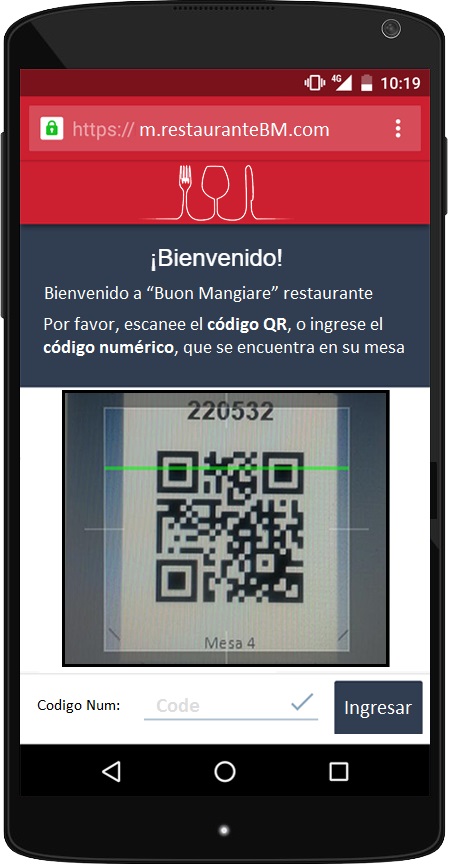 4G 10:19
https:// m.restauranteBM.com
¡Bienvenido!
Bienvenido a “Buon Mangiare” restaurante
Por favor, escanee el código QR, o ingrese el
código numérico, que se encuentra en su mesa
220532
Mesa 4
Codigo Num: Code Ingresar